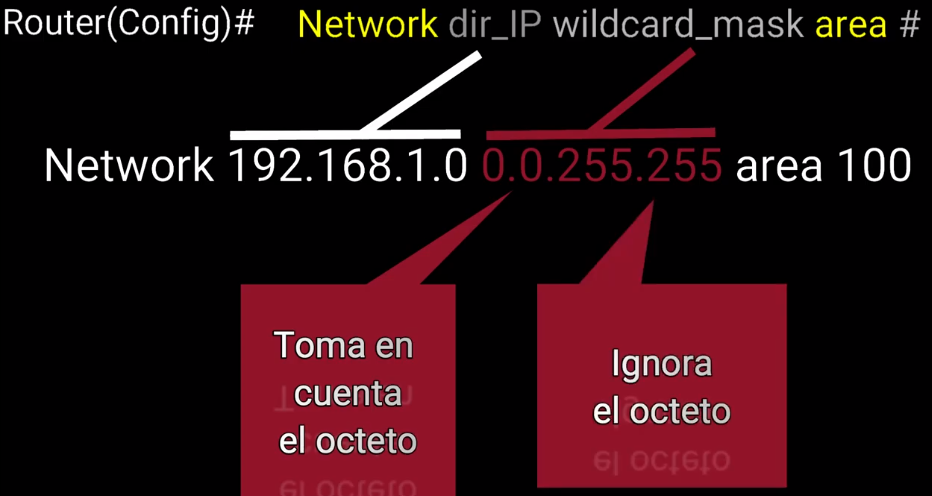 Router(Config)# Network dir_IP wildcard_mask area #
Network 192.168.1.0 0.0.255.255 area 100
Toma en
cuenta
el octeto
Ignora
el octeto